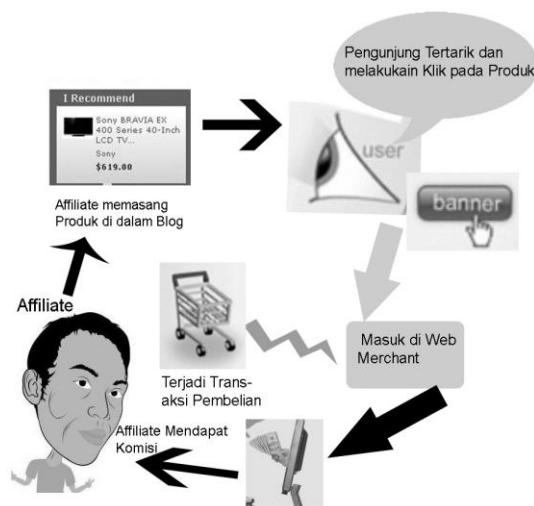 Pengunjung Tertarik dan
melakukain Klik pada Produk
I Recommend
Sony BRAVIA EX
400 Series 40-Inch
LCD TV...
Sony
$619.00
user
banner
Affiliate memasang
Produk di dalam Blog
Affiliate
Masuk di Web
Merchant
Terjadi Trans-
aksi Pembelian
Affiliate Mendapat
Komisi